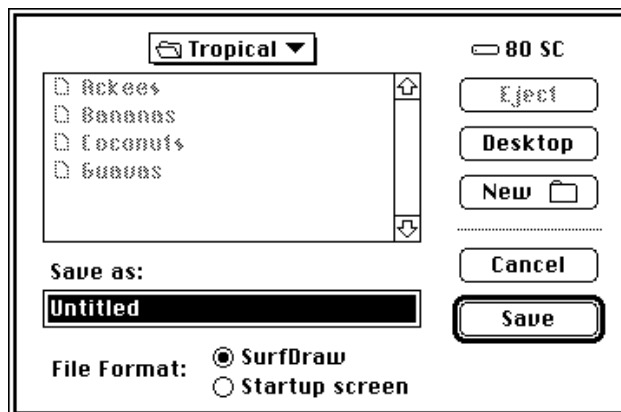 Tropical
80 SC
Ackees
Bananas
Coconuts
Guavas
Eject
Desktop
New
Save as:
Untitled
Cancel
Save
File Format:
SurfDraw
Startup screen